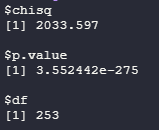 $chisq
[1] 2033.597
$p.value
[1] 3.552442e-275
$df
[1] 253